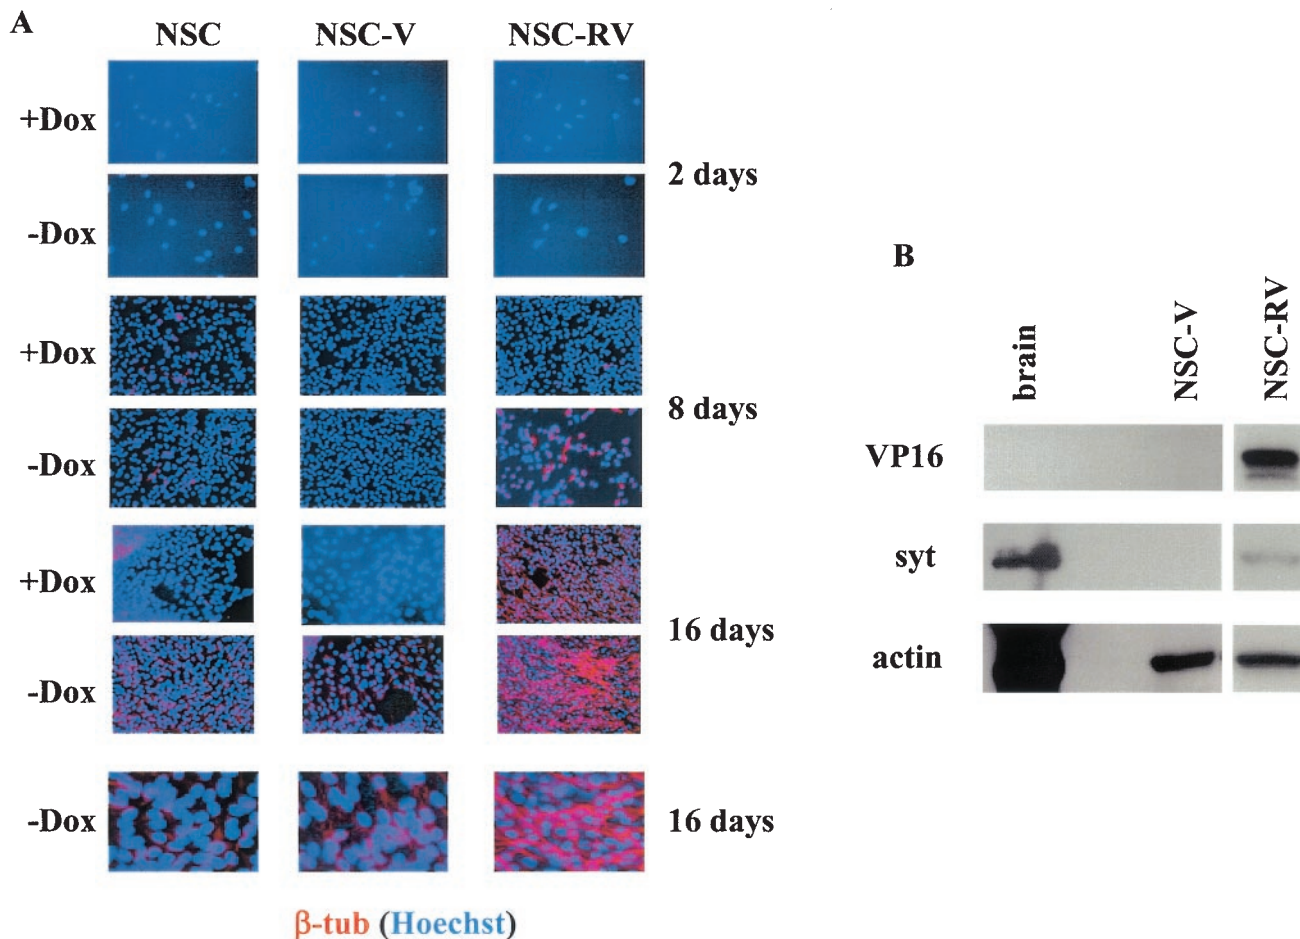 A
NSC NSC-V NSC-RV
+Dox
2 days
-Dox
+Dox
8 days
-Dox
+Dox
16 days
-Dox
-Dox 16 days
β-tub (Hoechst)
B
brain NSC-V NSC-RV
VP16
syt
actin